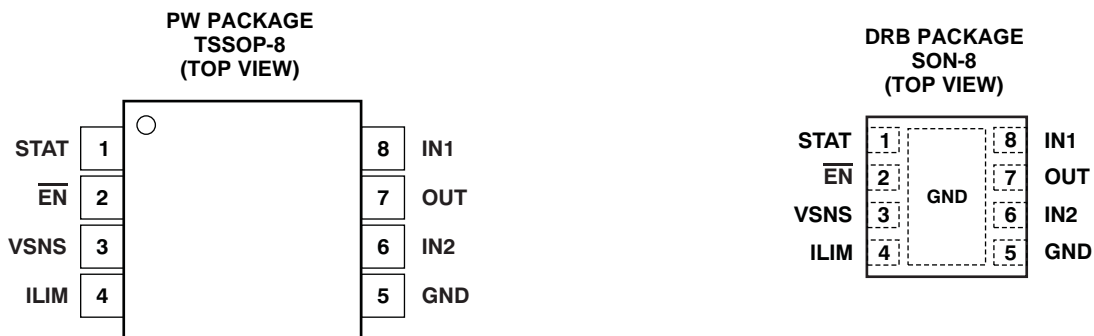 PW PACKAGE
TSSOP-8
(TOP VIEW)
STAT 1 8 IN1
EN 2 7 OUT
VSNS 3 6 IN2
ILIM 4 5 GND
DRB PACKAGE
SON-8
(TOP VIEW)
STAT 1 8 IN1
EN 2 7 OUT
GND
VSNS 3 6 IN2
ILIM 4 5 GND